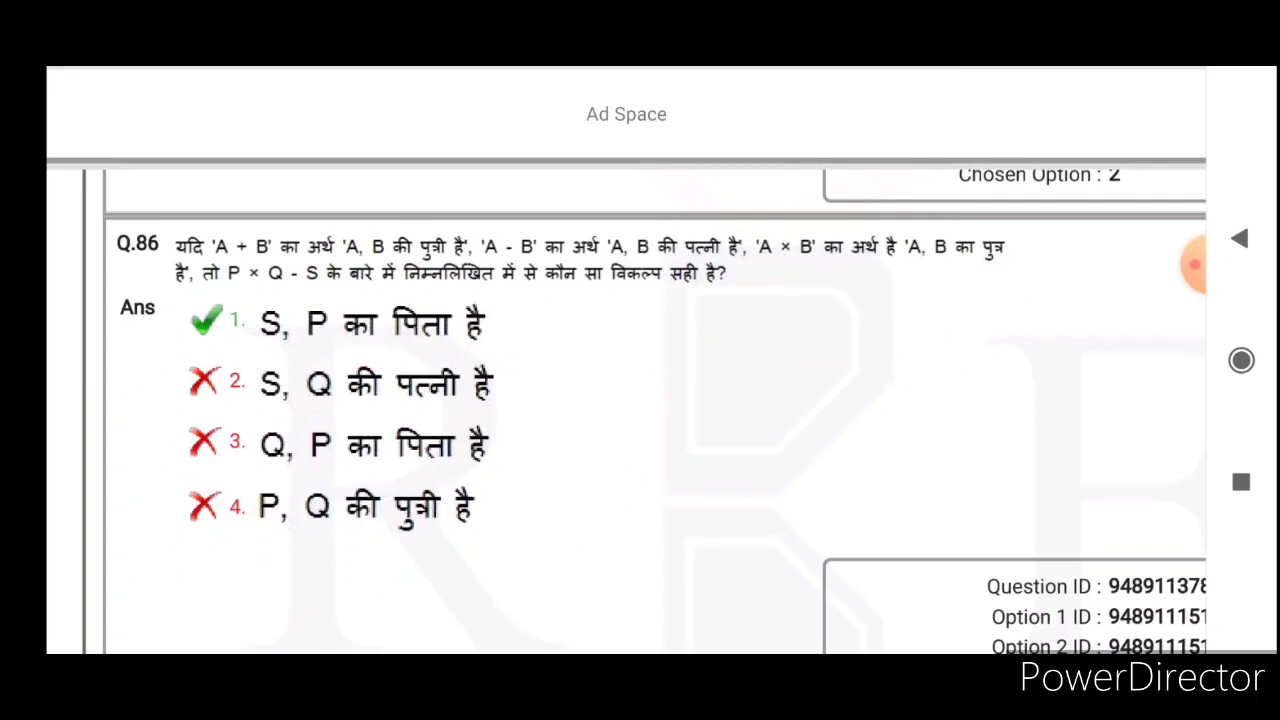 Ad Space
Chosen Option : 2
Q.86 यदि 'A + B' का अर्थ 'A, B की पुत्री है', 'A - B' का अर्थ 'A, B की पत्नी है', 'A × B' का अर्थ है 'A, B का पुत्र
है', तो P × Q - S के बारे में निम्नलिखित में से कौन सा विकल्प सही है?
Ans
1. S, P का पिता है
2. S, Q की पत्नी है
3. Q, P का पिता है
4. P, Q की पुत्री है
Question ID : 948911378
Option 1 ID : 948911151
Option 2 ID : 948911151
PowerDirector